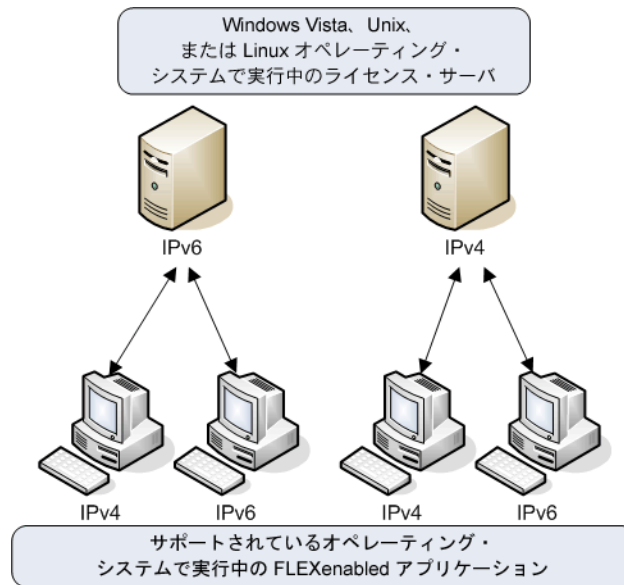 Windows Vista、Unix、
または Linux オペレーティング・
システムで実行中のライセンス・サーバ
IPv6
IPv4
IPv4
IPv6
IPv4
IPv6
サポートされているオペレーティング・
システムで実行中の FLEXenabled アプリケーション